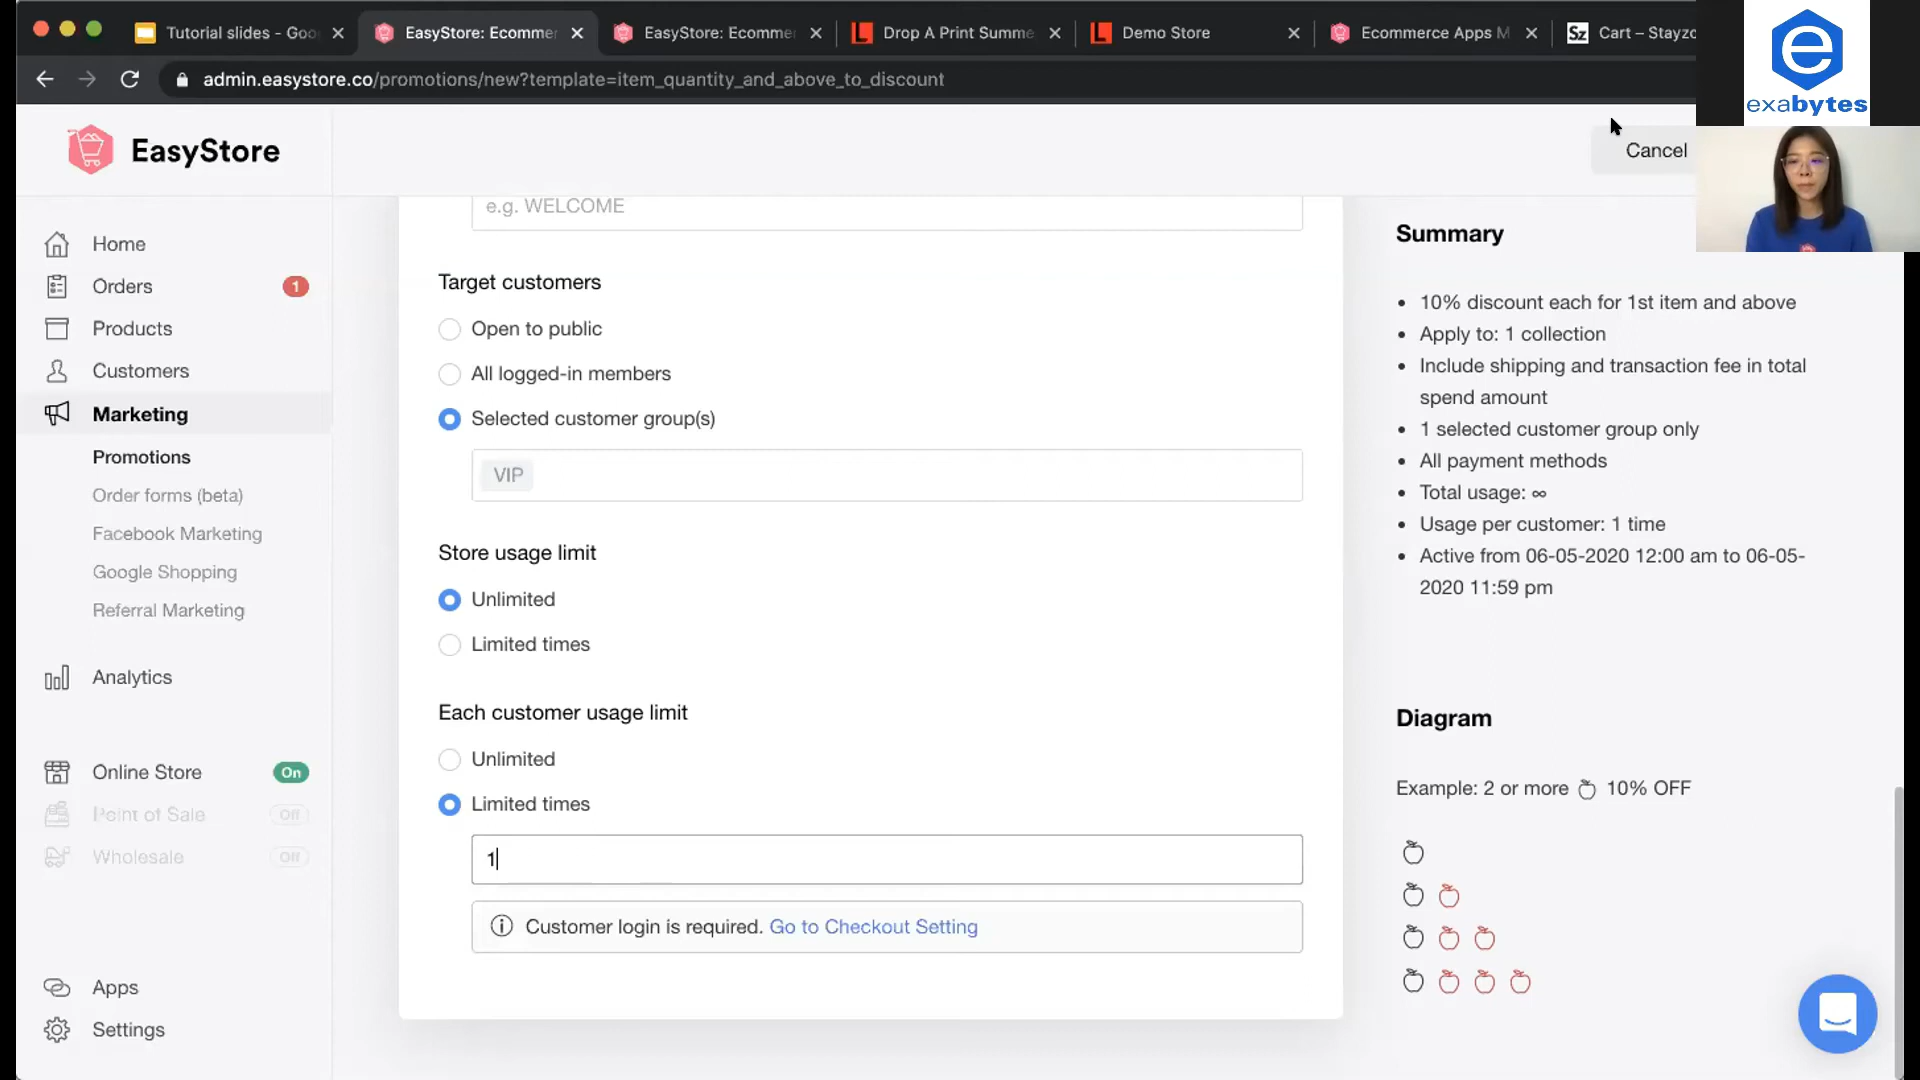 Tutorial slides - Goo
EasyStore: Ecommer
EasyStore: Ecommer
Drop A Print Summe
Demo Store
Ecommerce Apps M
Sz
Cart – Stayzo
admin.easystore.co/promotions/new?template=item_quantity_and_above_to_discount
e
exabytes
EasyStore
Cancel
Home
Orders
1
Products
Customers
Marketing
Promotions
Order forms (beta)
Facebook Marketing
Google Shopping
Referral Marketing
Analytics
Online Store
On
Point of Sale
Off
Wholesale
Off
Apps
Settings
e.g. WELCOME
Target customers
Open to public
All logged-in members
Selected customer group(s)
VIP
Store usage limit
Unlimited
Limited times
Each customer usage limit
Unlimited
Limited times
1
Customer login is required. Go to Checkout Setting
Summary
• 10% discount each for 1st item and above
• Apply to: 1 collection
• Include shipping and transaction fee in total
spend amount
• 1 selected customer group only
• All payment methods
• Total usage: ∞
• Usage per customer: 1 time
• Active from 06-05-2020 12:00 am to 06-05-
2020 11:59 pm
Diagram
Example: 2 or more 10% OFF